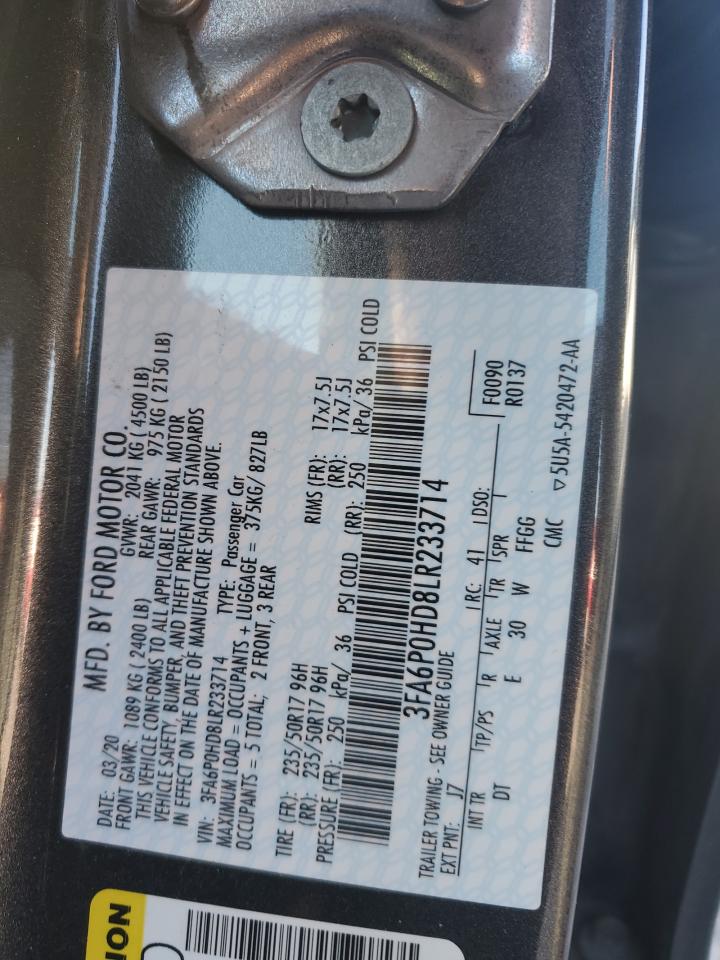 MFD. BY FORD MOTOR CO.
DATE: 03/20 GVWR: 2041 KG ( 4500 LB)
FRONT GAWR: 1089 KG ( 2400 LB) REAR GAWR: 975 KG ( 2150 LB)
THIS VEHICLE CONFORMS TO ALL APPLICABLE FEDERAL MOTOR
VEHICLE SAFETY, BUMPER, AND THEFT PREVENTION STANDARDS
IN EFFECT ON THE DATE OF MANUFACTURE SHOWN ABOVE.
VIN: 3FA6P0HD8LR233714 TYPE: Passenger Car
MAXIMUM LOAD = OCCUPANTS + LUGGAGE = 375KG/ 827LB
OCCUPANTS = 5 TOTAL; 2 FRONT, 3 REAR
TIRE (FR): 235/50R17 96H RIMS (FR): 17x7.5J
(RR): 235/50R17 96H (RR): 17x7.5J
PRESSURE (FR): 250 kPa/ 36 PSI COLD (RR): 250 kPa/ 36 PSI COLD
3FA6P0HD8LR233714
TRAILER TOWING - SEE OWNER GUIDE
EXT PNT: J7 RC: 41 DSO: F0090
INT TR TP/PS R AXLE TR SPR R0137
DT E 30 W FFGG
CMC ▽5U5A-5420472-AA
ION